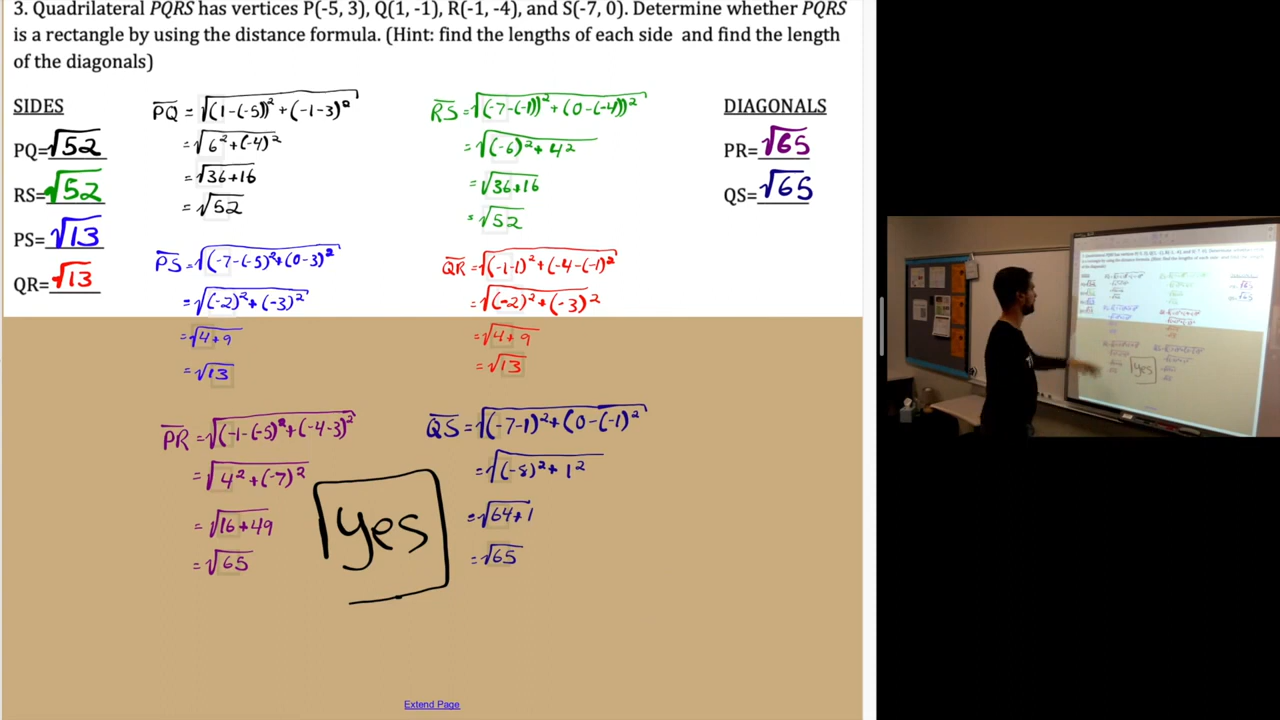 3. Quadrilateral PQRS has vertices P(-5, 3), Q(1, -1), R(-1, -4), and S(-7, 0). Determine whether PQRS
is a rectangle by using the distance formula. (Hint: find the lengths of each side and find the length
of the diagonals)
SIDES
PQ=√52
RS=√52
PS=√13
QR=√13
PQ = √(1-(-5))²+(-1-3)²
= √6²+(-4)²
= √36+16
= √52
RS = √(-7-(-1))²+(0-(-4))²
= √(-6)²+4²
= √36+16
= √52
DIAGONALS
PR=√65
QS=√65
PS = √(-7-(-5)²+(0-3)²
= √(-2)²+(-3)²
= √4+9
= √13
QR = √(-1-1)²+(-4-(-1)²
= √(-2)²+(-3)²
= √4+9
= √13
PR = √(-1-(-5)²+(-4-3)²
= √4²+(-7)²
= √16+49
= √65
QS = √(-7-1)²+(0-(-1)²
= √(-8)²+1²
= √64+1
= √65
yes
Extend Page
yes